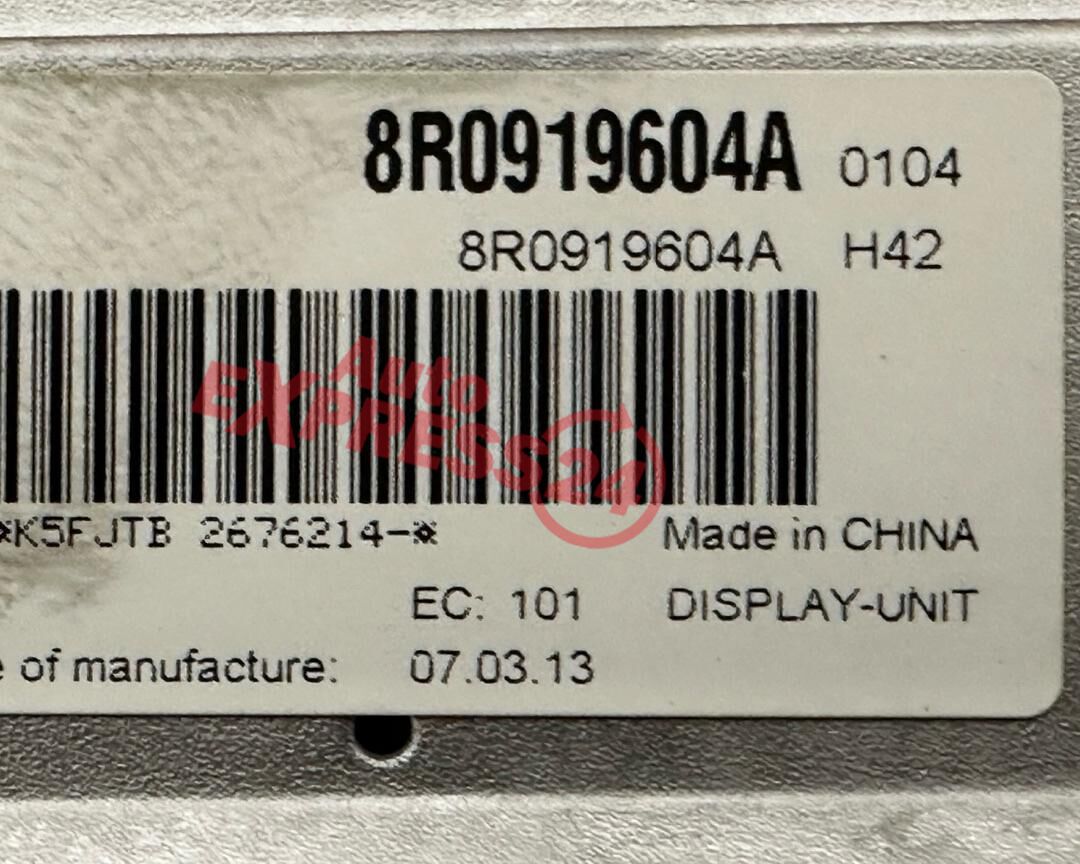 8R0919604A 0104
8R0919604A H42
Auto
EXPRESS24
*K5FJTB 2676214-*
Made in CHINA
EC: 101 DISPLAY-UNIT
of manufacture: 07.03.13